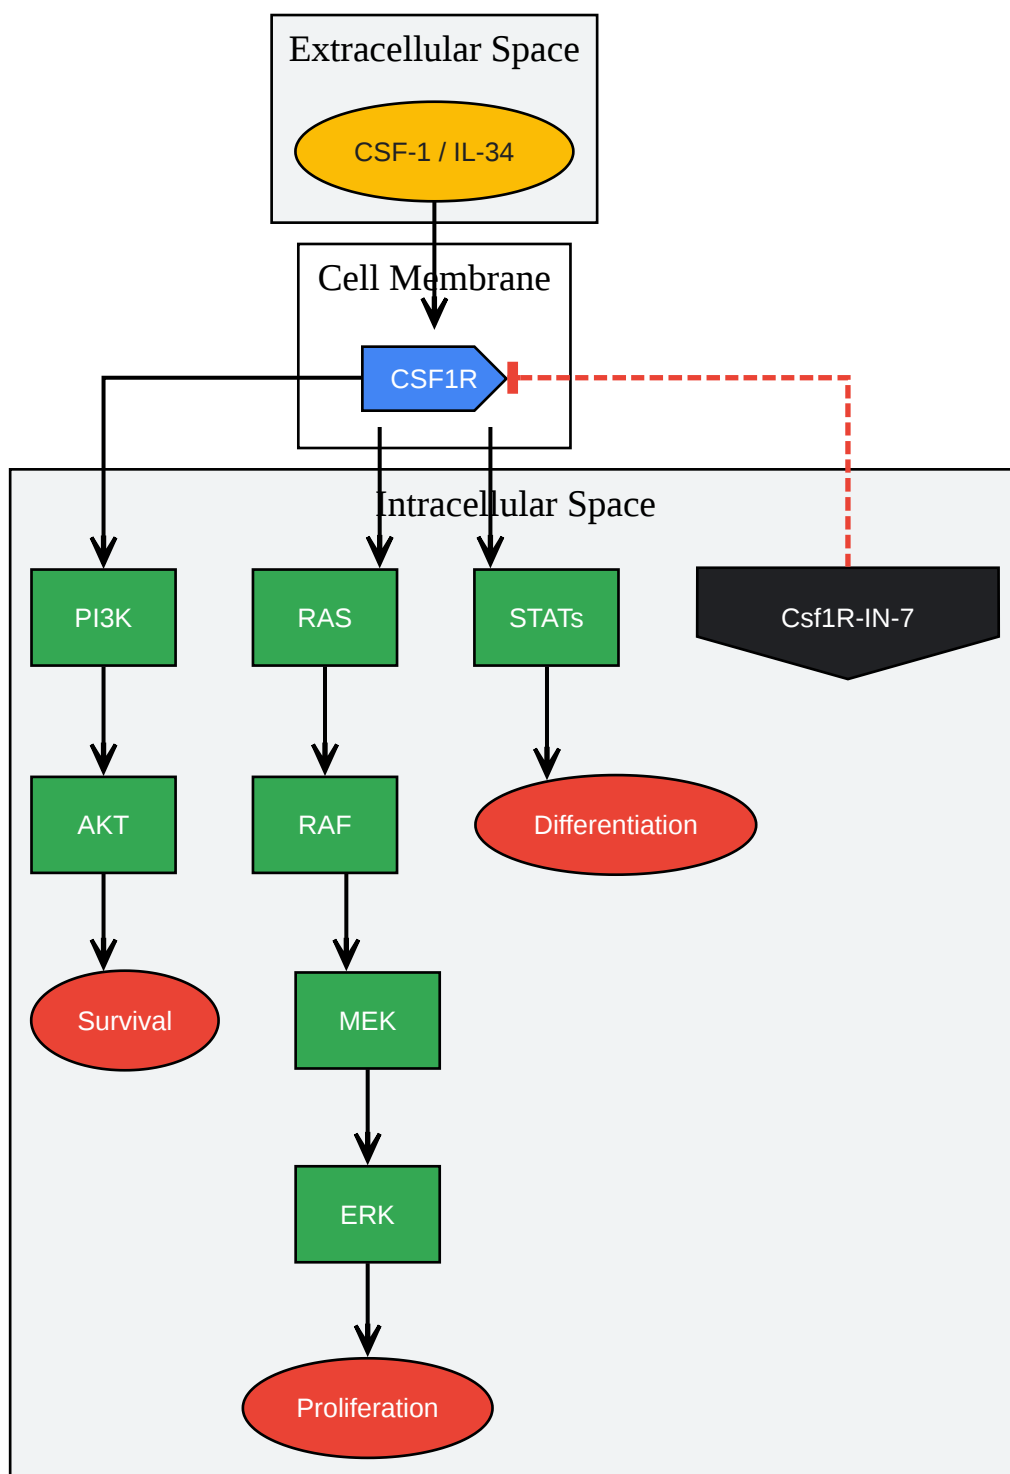 Extracellular Space
CSF-1 / IL-34
Cell Membrane
CSF1R
Intracellular Space
PI3K
RAS
STATs
Csf1R-IN-7
AKT
RAF
Differentiation
Survival
MEK
ERK
Proliferation